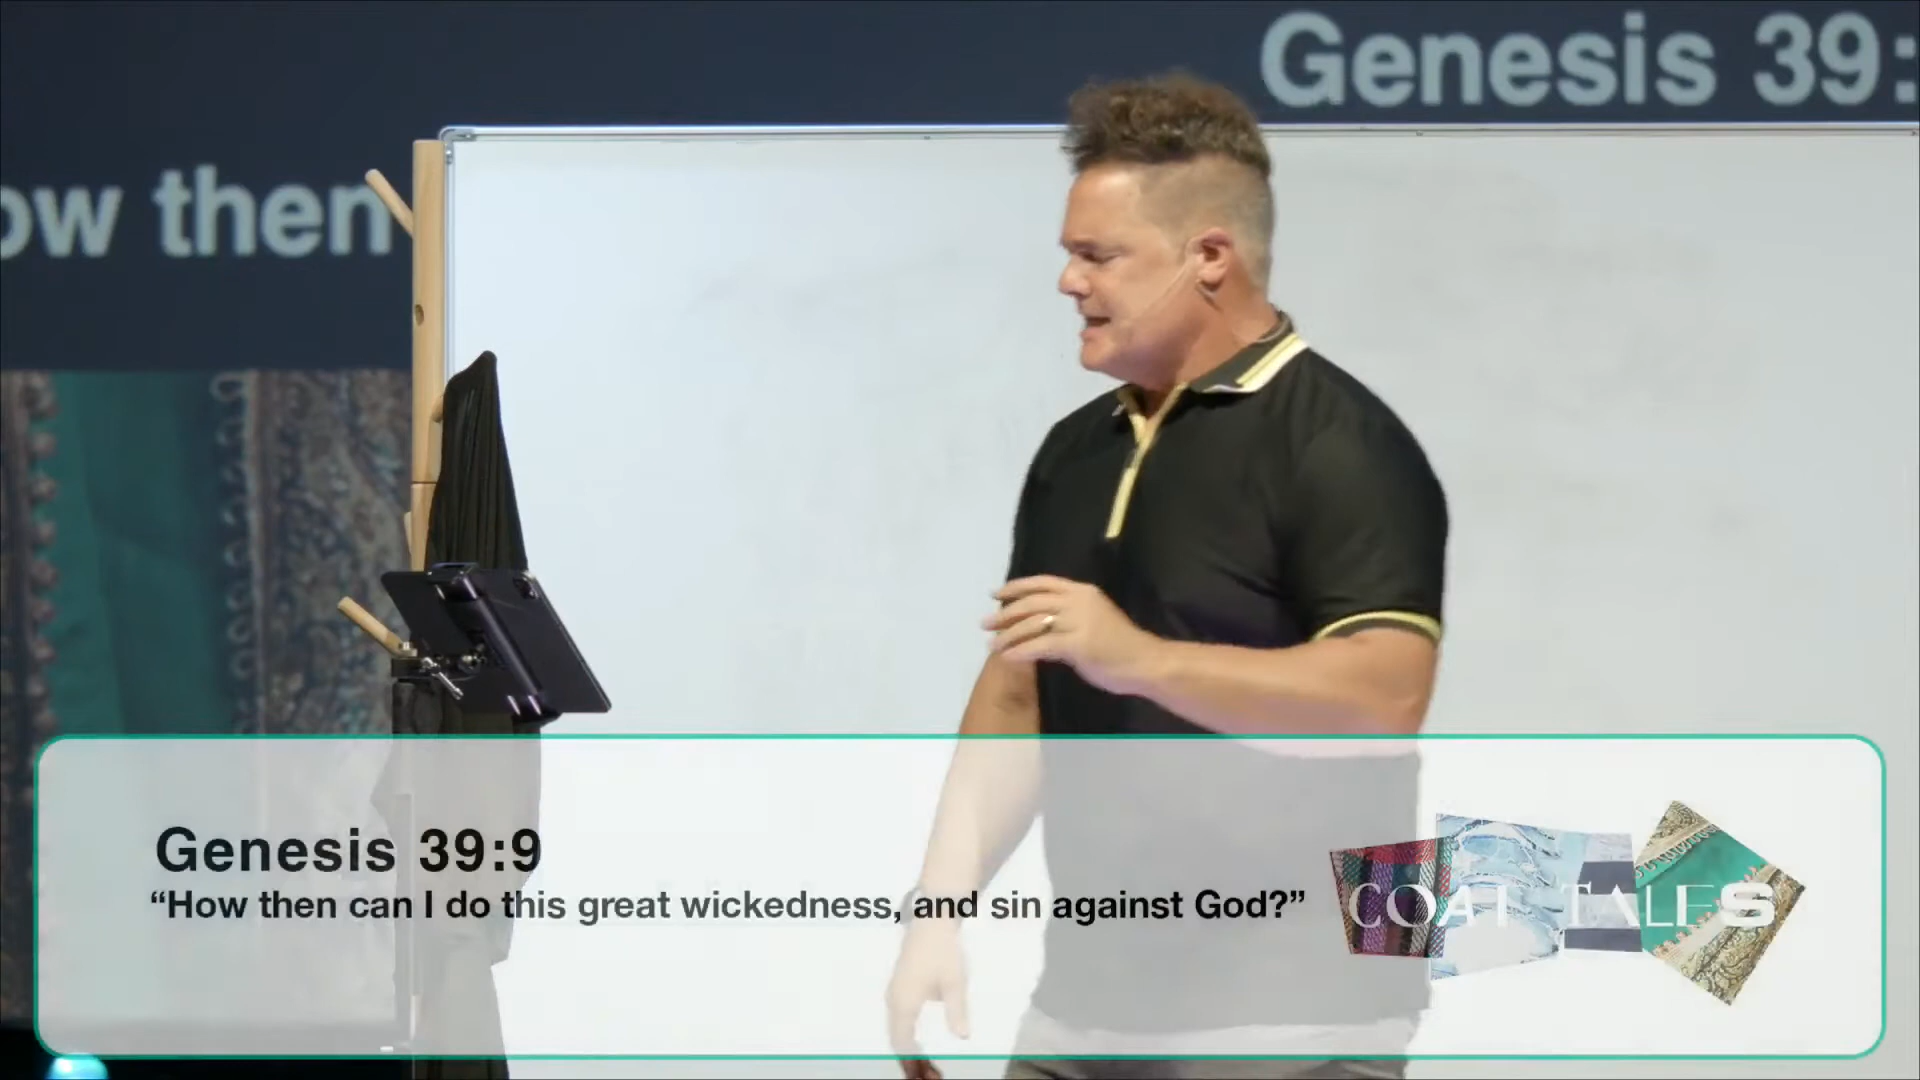 Genesis 39:
ow then
Genesis 39:9
“How then can I do this great wickedness, and sin against God?”
COAT TALES